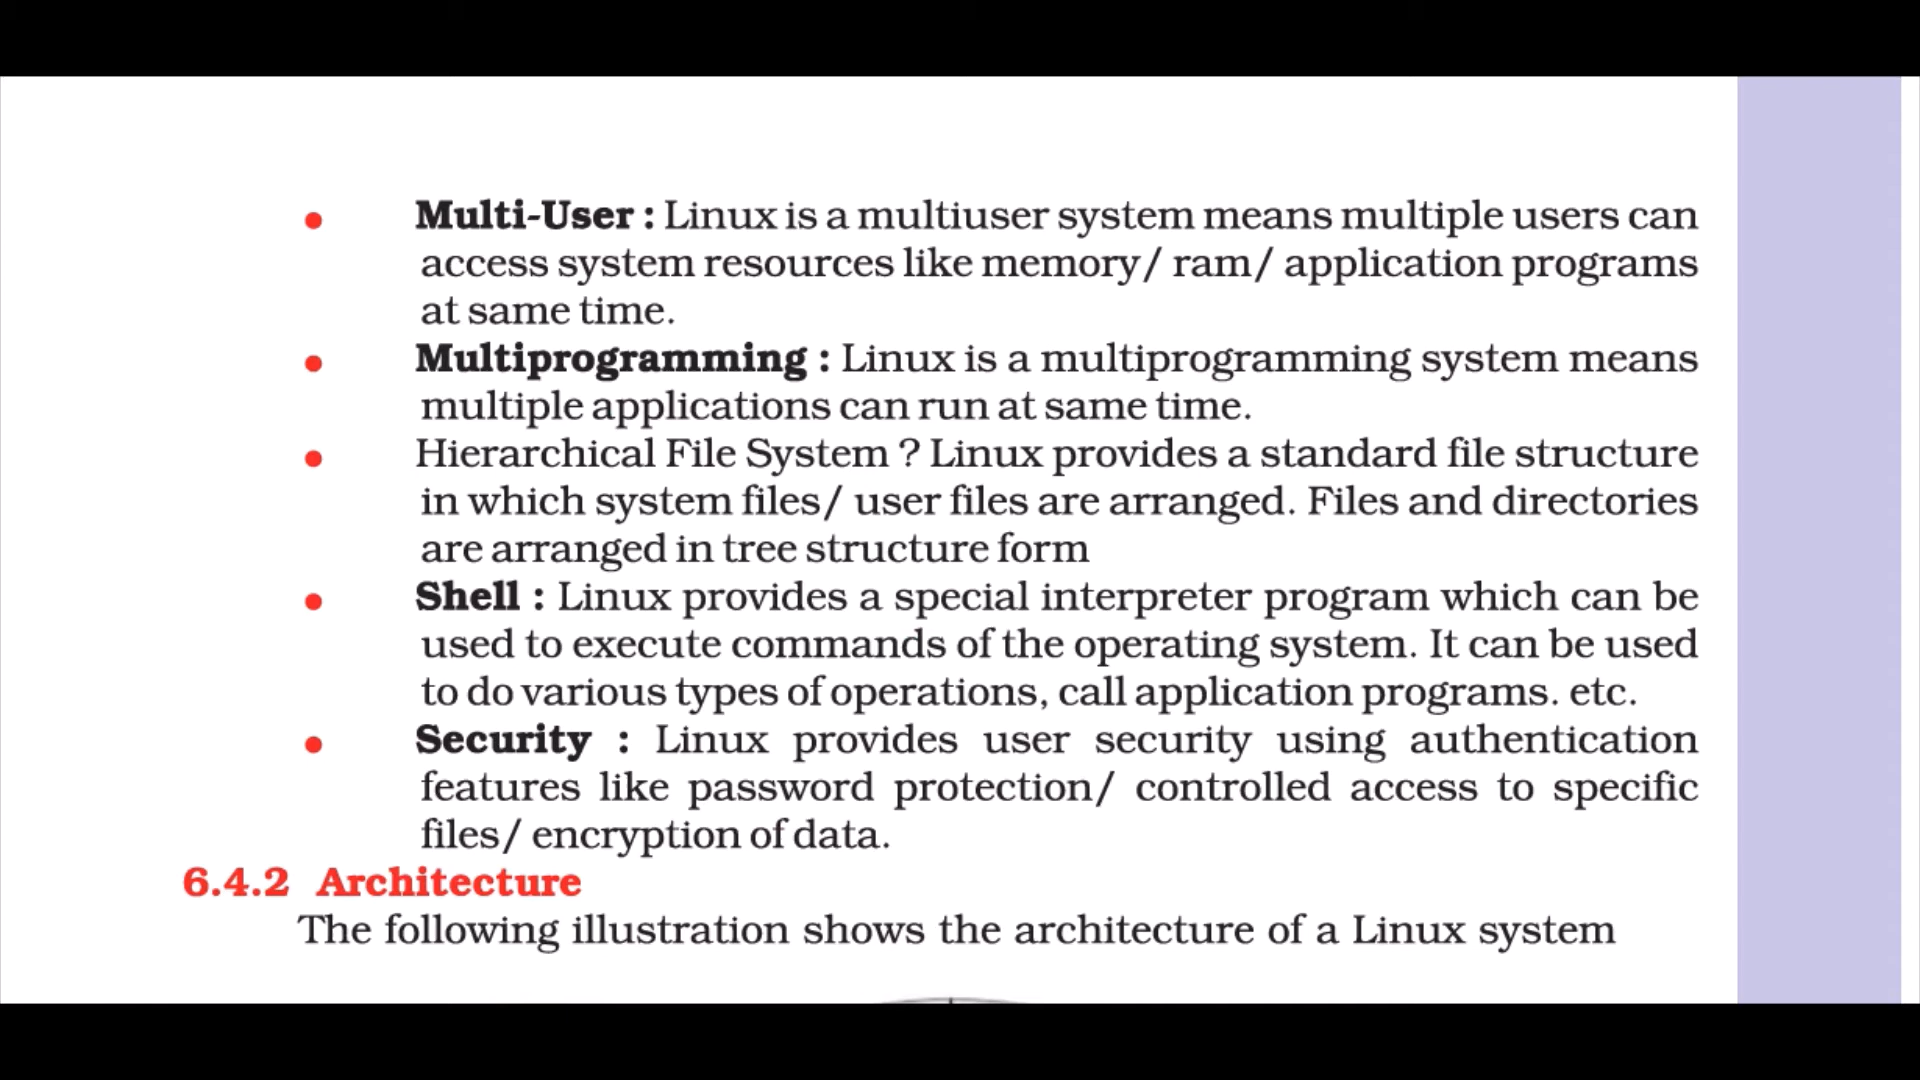 • Multi-User : Linux is a multiuser system means multiple users can
access system resources like memory/ ram/ application programs
at same time.
• Multiprogramming : Linux is a multiprogramming system means
multiple applications can run at same time.
• Hierarchical File System ? Linux provides a standard file structure
in which system files/ user files are arranged. Files and directories
are arranged in tree structure form
• Shell : Linux provides a special interpreter program which can be
used to execute commands of the operating system. It can be used
to do various types of operations, call application programs. etc.
• Security : Linux provides user security using authentication
features like password protection/ controlled access to specific
files/ encryption of data.
6.4.2 Architecture
The following illustration shows the architecture of a Linux system